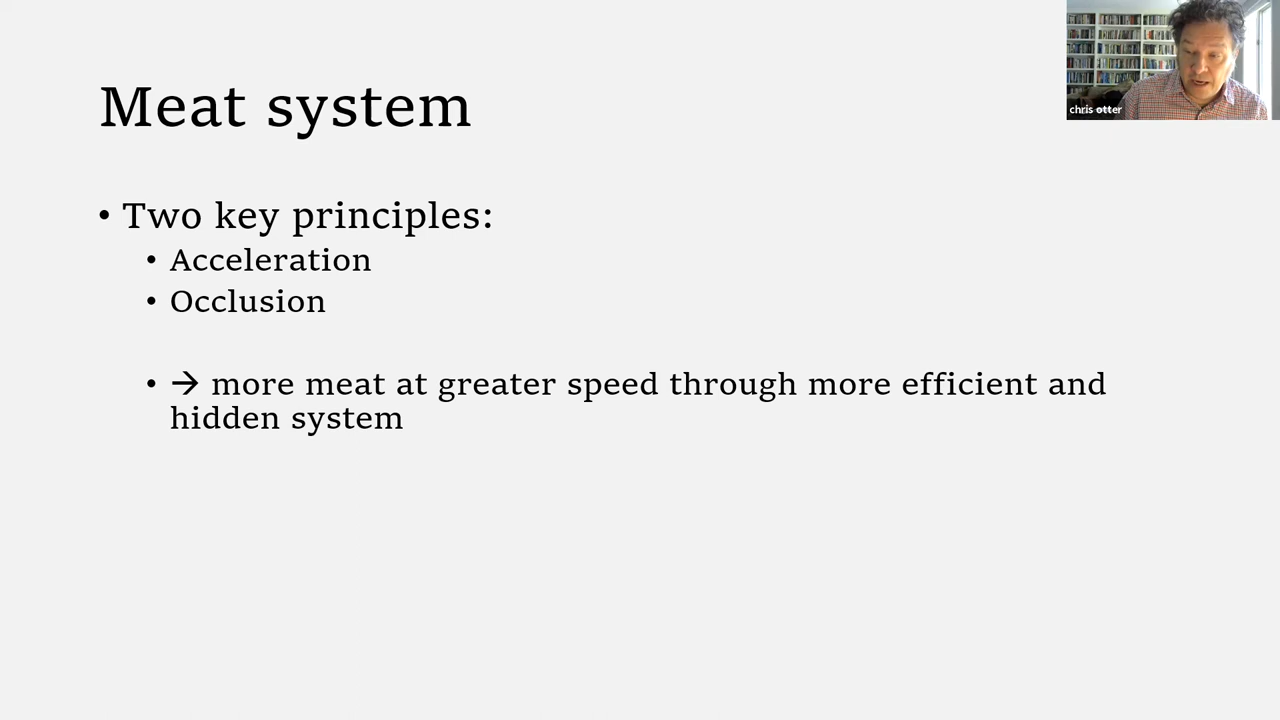 Meat system
chris otter
• Two key principles:
• Acceleration
• Occlusion
• → more meat at greater speed through more efficient and
hidden system